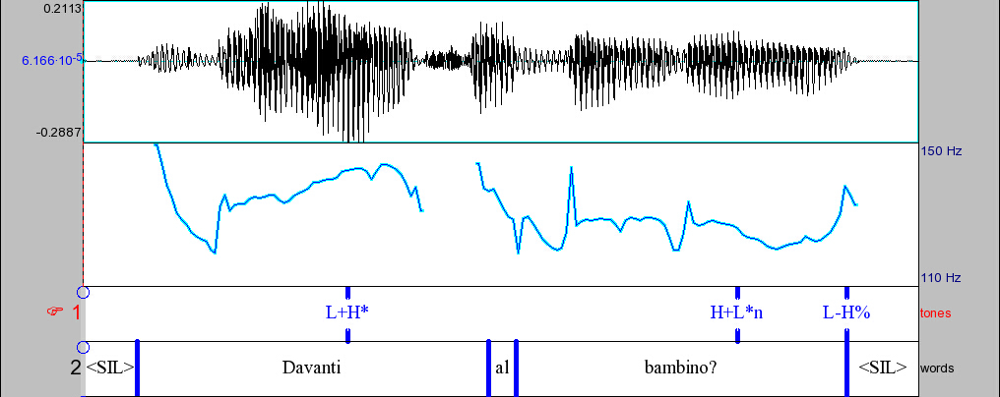 0.2113
6.166·10-5
-0.2887
150 Hz
110 Hz
☞ 1 L+H* H+L*n L-H% tones
2 <SIL> Davanti al bambino? <SIL> words